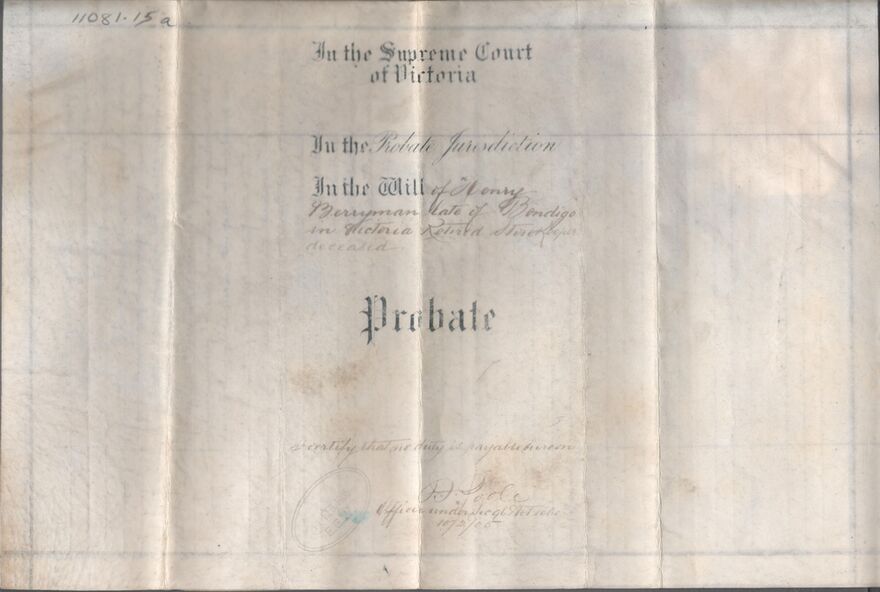 11081.15a
In the Supreme Court
of Victoria
In the Probate Jurisdiction
In the Will of Henry
Berryman late of Bendigo
in Victoria Retired Storekeeper
deceased.
Probate
I certify that no duty is payable hereon
Officer under